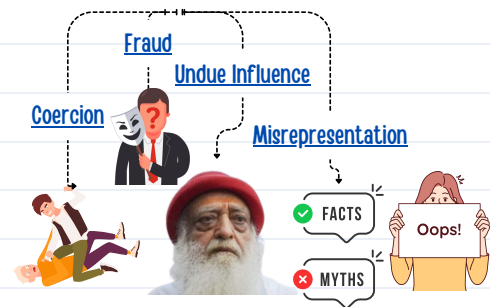 Fraud
Undue Influence
Coercion
?
Misrepresentation
FACTS
Oops!
MYTHS